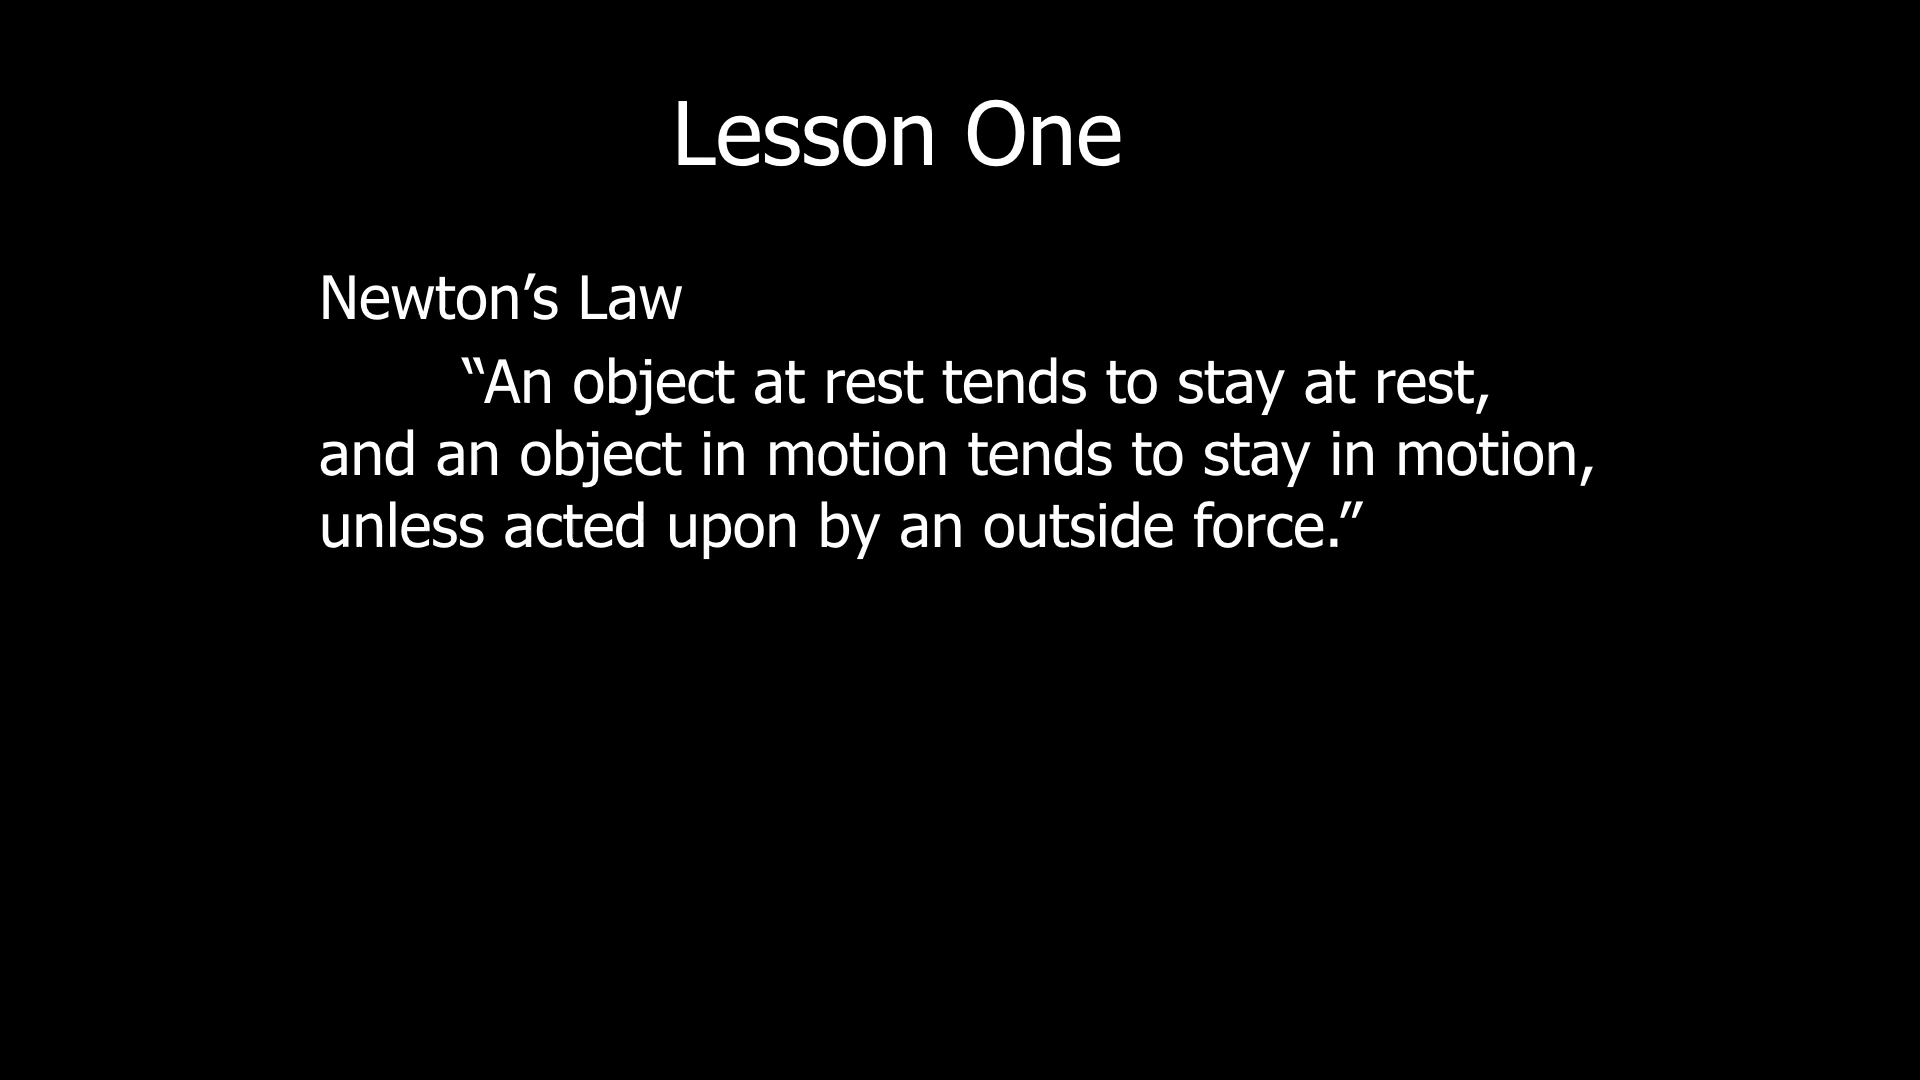 Lesson One
Newton’s Law
“An object at rest tends to stay at rest,
and an object in motion tends to stay in motion,
unless acted upon by an outside force.”